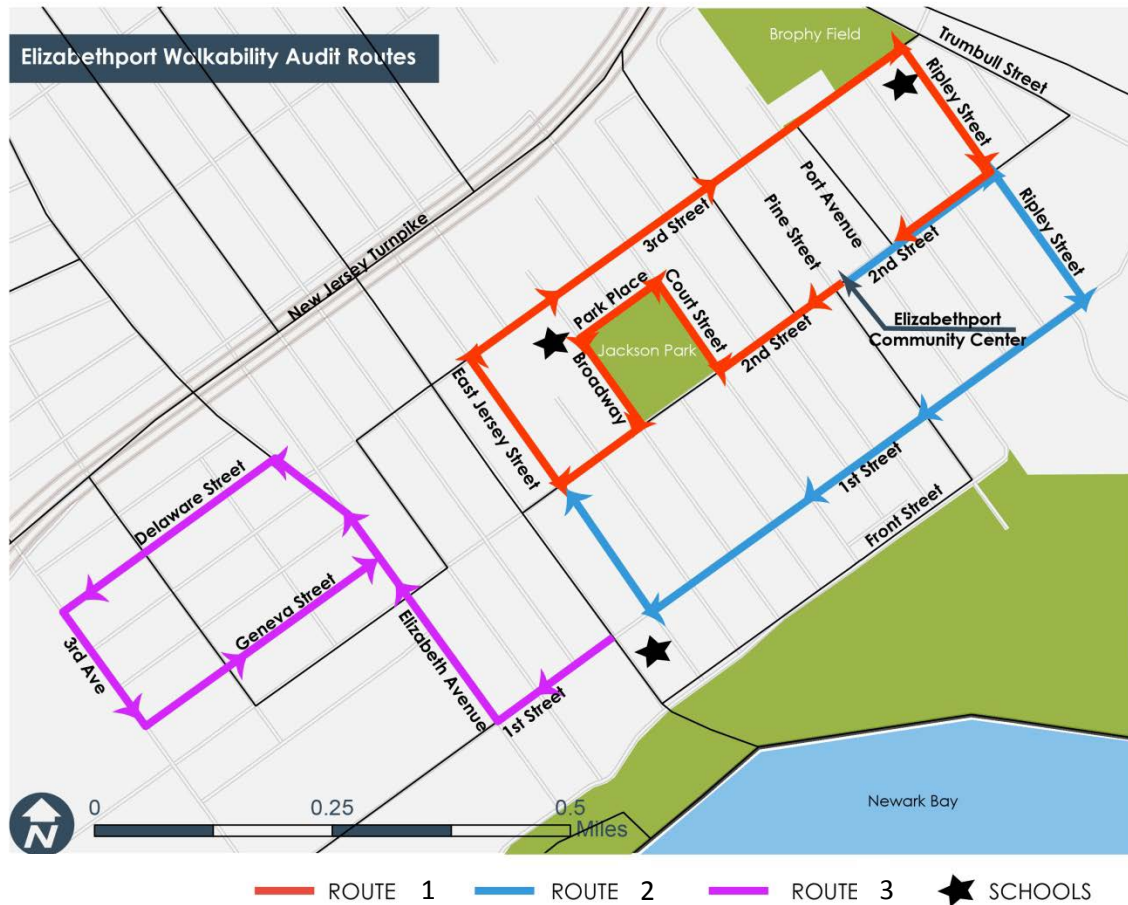 Elizabethport Walkability Audit Routes
Brophy Field
Trumbull Street
Ripley Street
New Jersey Turnpike
3rd Street
Pine Street
Port Avenue
2nd Street
Ripley Street
Park Place
Court Street
Jackson Park
Broadway
2nd Street
Elizabethport
Community Center
East Jersey Street
1st Street
Front Street
Delaware Street
Geneva Street
3rd Ave
Elizabeth Avenue
1st Street
Newark Bay
N
0 0.25 0.5
Miles
ROUTE 1 ROUTE 2 ROUTE 3 SCHOOLS